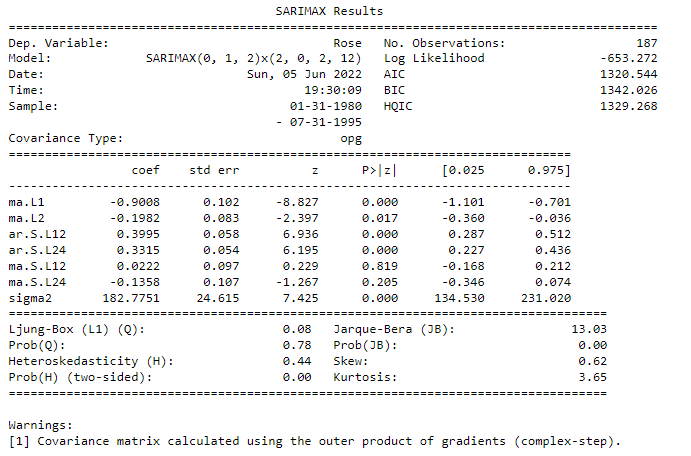 SARIMAX Results
==========================================================================================
Dep. Variable: Rose No. Observations: 187
Model: SARIMAX(0, 1, 2)x(2, 0, 2, 12) Log Likelihood -653.272
Date: Sun, 05 Jun 2022 AIC 1320.544
Time: 19:30:09 BIC 1342.026
Sample: 01-31-1980 HQIC 1329.268
- 07-31-1995
Covariance Type: opg
==============================================================================
coef std err z P>|z| [0.025 0.975]
------------------------------------------------------------------------------
ma.L1 -0.9008 0.102 -8.827 0.000 -1.101 -0.701
ma.L2 -0.1982 0.083 -2.397 0.017 -0.360 -0.036
ar.S.L12 0.3995 0.058 6.936 0.000 0.287 0.512
ar.S.L24 0.3315 0.054 6.195 0.000 0.227 0.436
ma.S.L12 0.0222 0.097 0.229 0.819 -0.168 0.212
ma.S.L24 -0.1358 0.107 -1.267 0.205 -0.346 0.074
sigma2 182.7751 24.615 7.425 0.000 134.530 231.020
===================================================================================
Ljung-Box (L1) (Q): 0.08 Jarque-Bera (JB): 13.03
Prob(Q): 0.78 Prob(JB): 0.00
Heteroskedasticity (H): 0.44 Skew: 0.62
Prob(H) (two-sided): 0.00 Kurtosis: 3.65
===================================================================================
Warnings:
[1] Covariance matrix calculated using the outer product of gradients (complex-step).